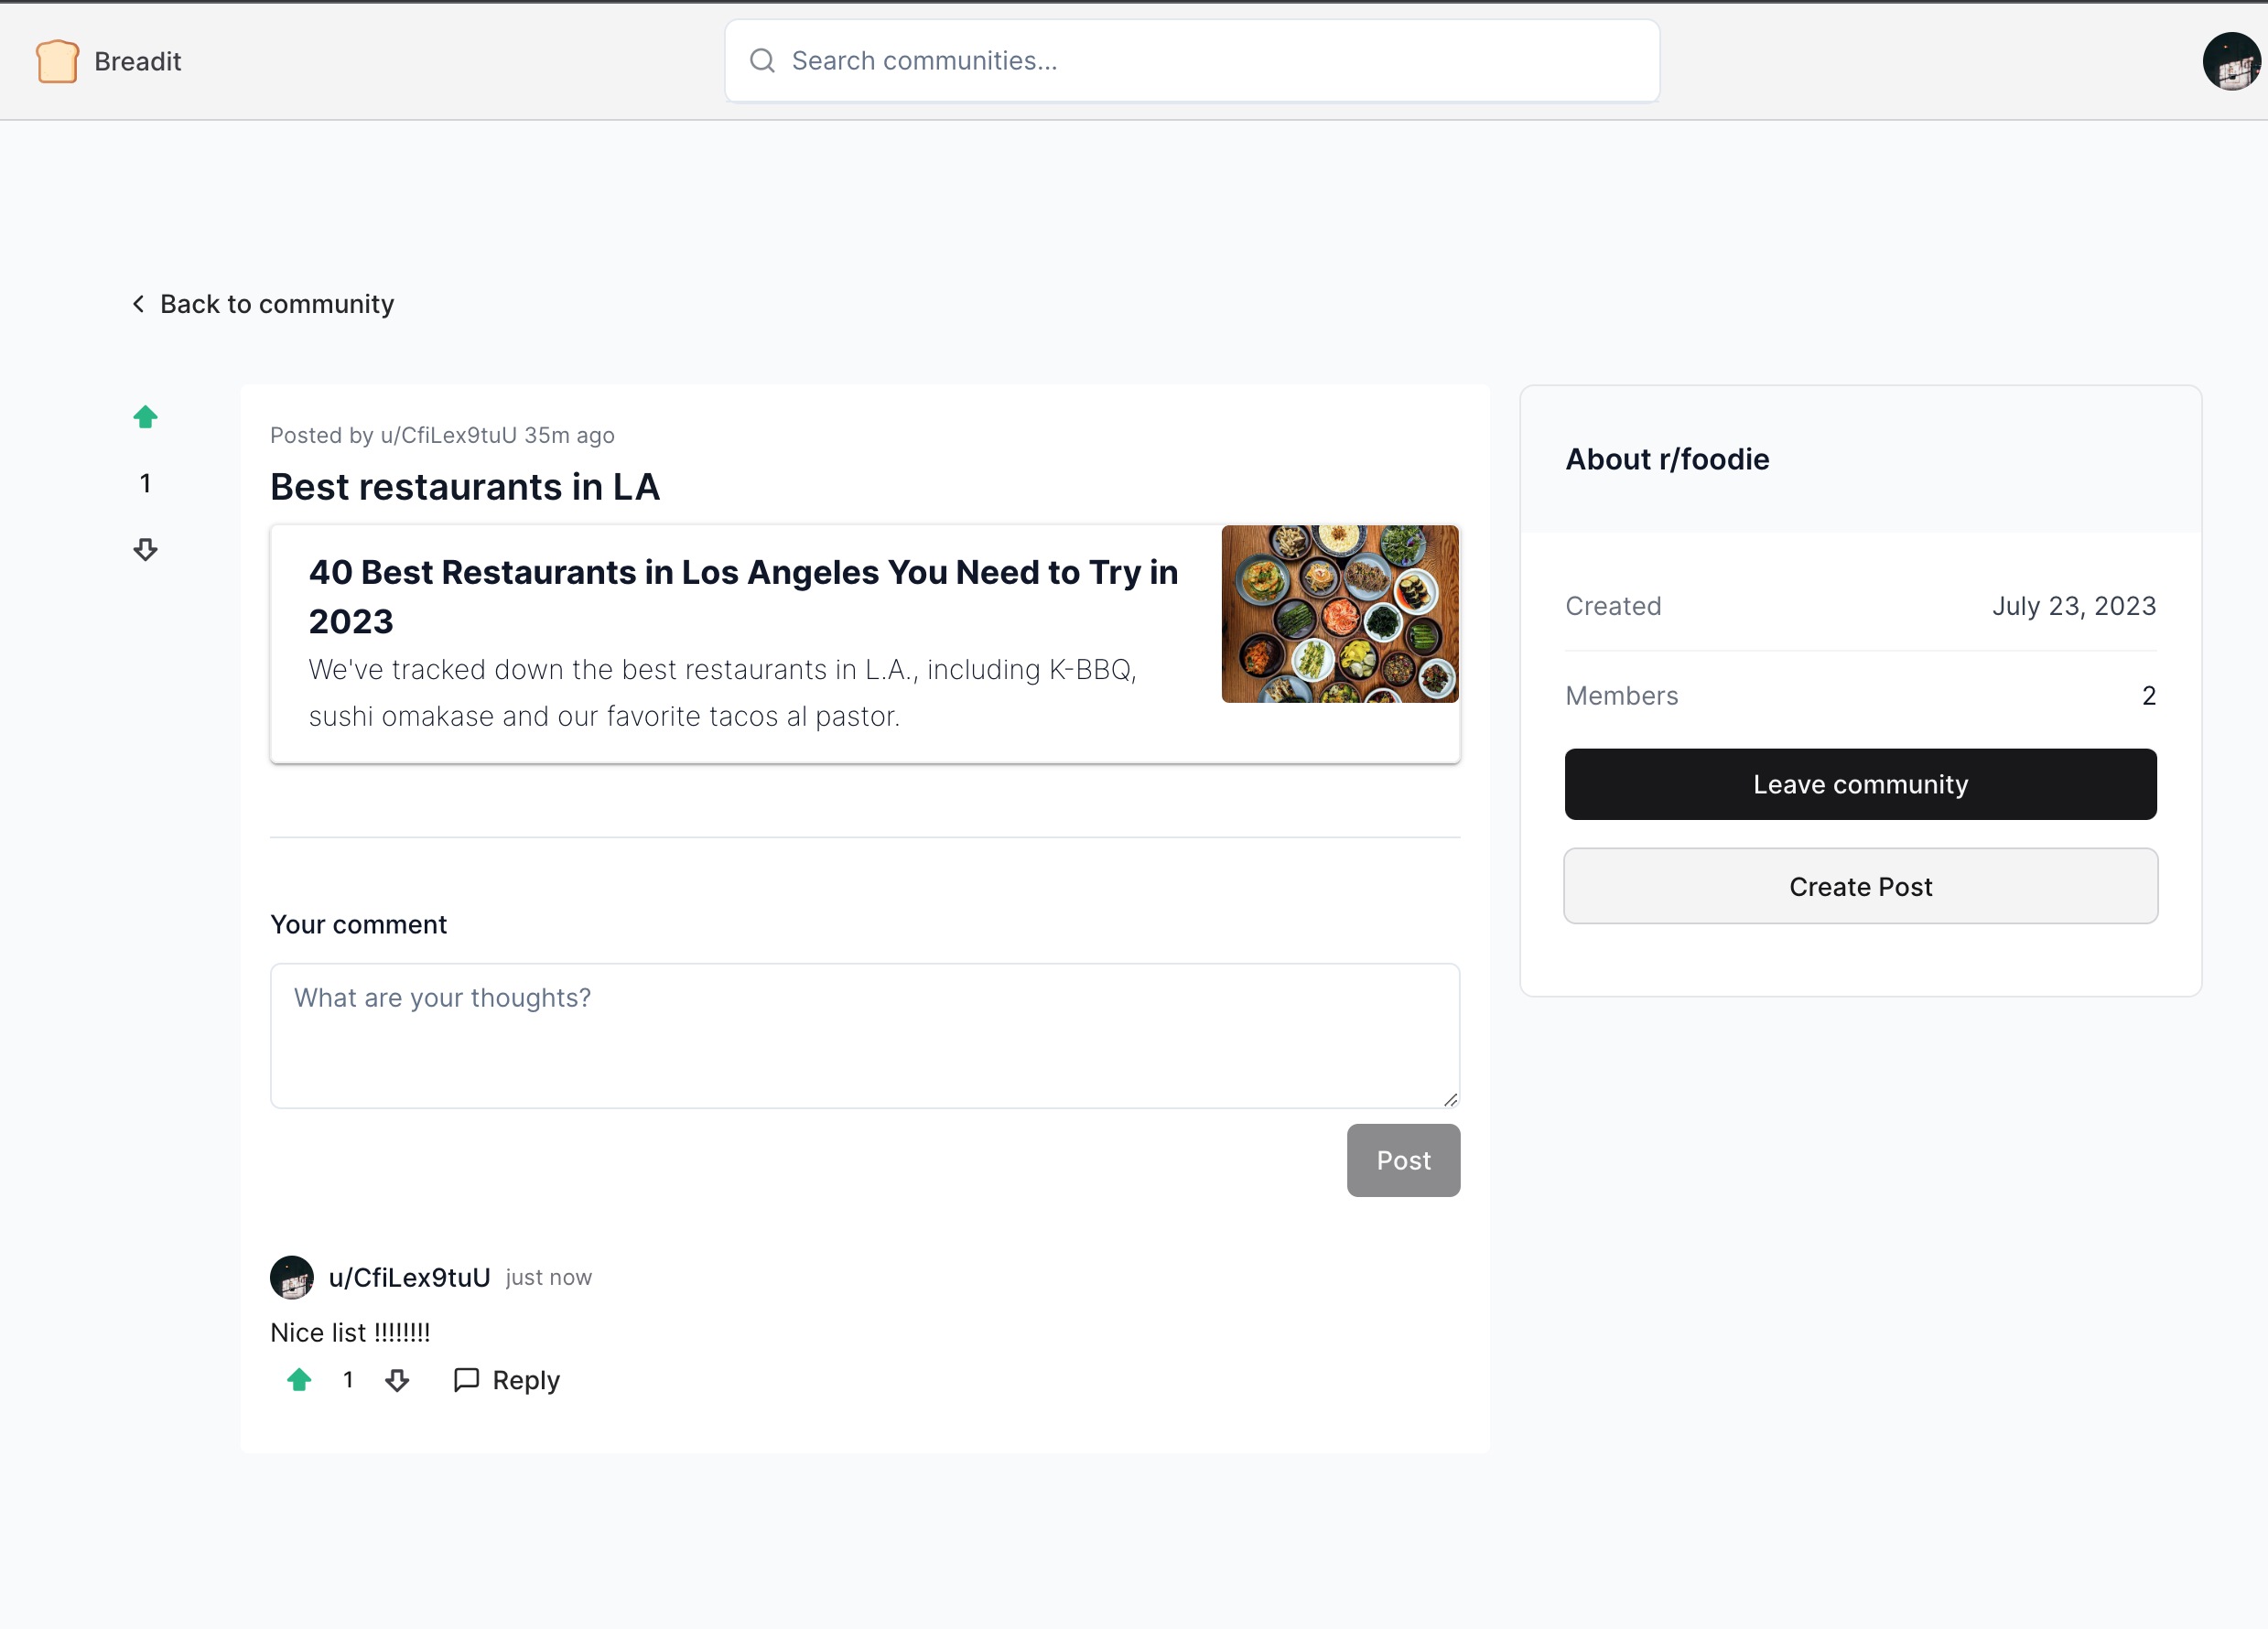 Breadit
Search communities...
Back to community
1
Posted by u/CfiLex9tuU 35m ago
Best restaurants in LA
40 Best Restaurants in Los Angeles You Need to Try in
2023
We've tracked down the best restaurants in L.A., including K-BBQ,
sushi omakase and our favorite tacos al pastor.
Your comment
What are your thoughts?
Post
u/CfiLex9tuU just now
Nice list !!!!!!!!
1 Reply
About r/foodie
Created July 23, 2023
Members 2
Leave community
Create Post